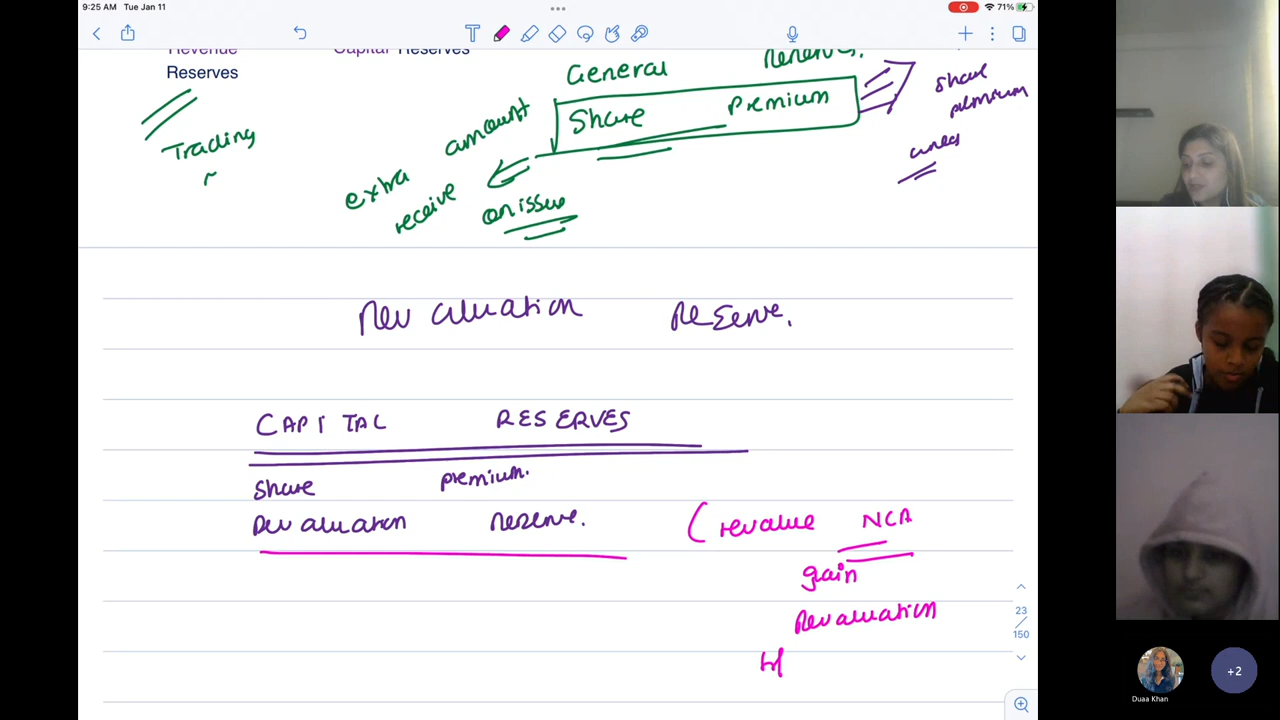 9:25 AM Tue Jan 11
71%
Revenue
Capital Reserves
Reserves
General Reserves.
Share Premium
Share
premium
Trading
extra amount
receive
on issue
Revaluation Reserve.
CAPITAL RESERVES
Share premium.
Revaluation Reserve.
(revalue NCA
gain
Revaluation
23
/
150
+2
Duaa Khan